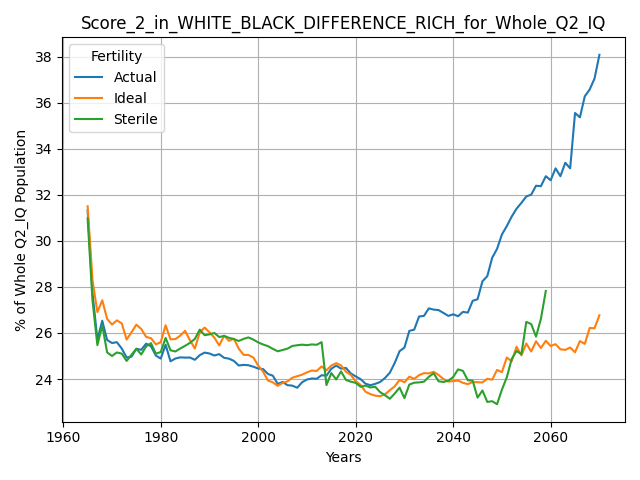 Score_2_in_WHITE_BLACK_DIFFERENCE_RICH_for_Whole_Q2_IQ
Fertility
Actual
Ideal
Sterile
% of Whole Q2_IQ Population
38
36
34
32
30
28
26
24
1960
1980
2000
2020
2040
2060
Years